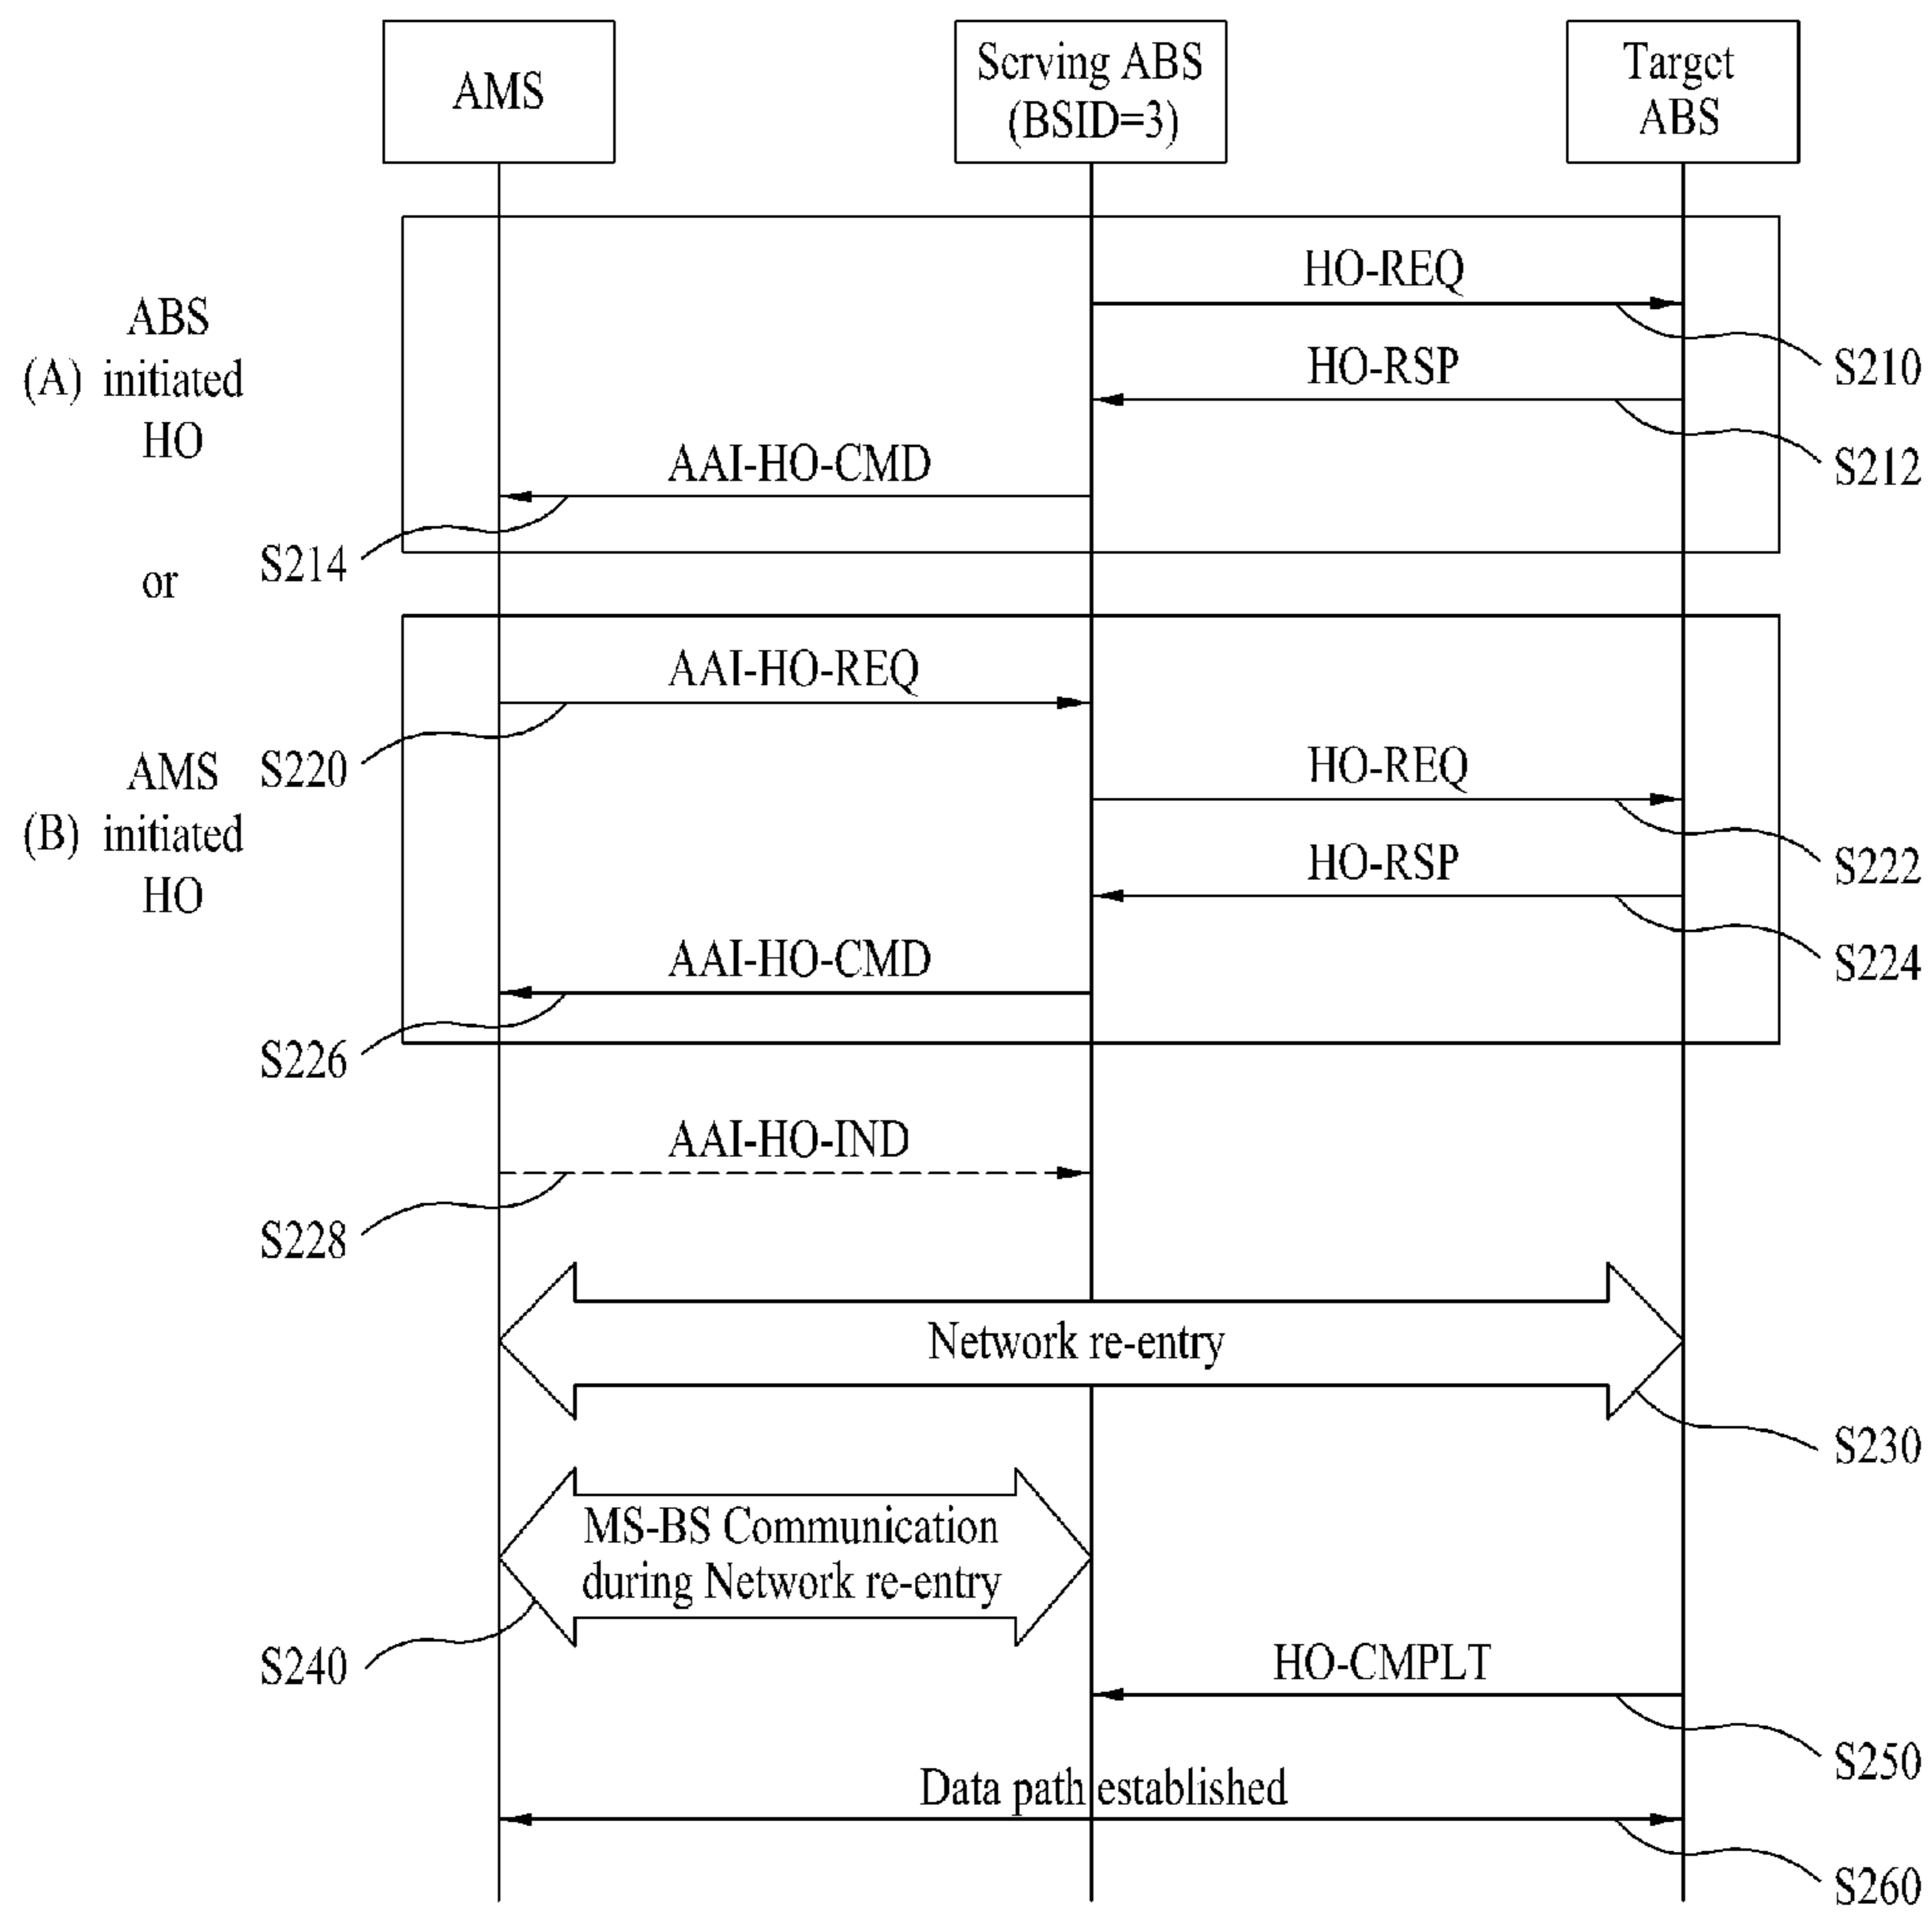 AMS
Serving ABS
(BSID=3)
Target
ABS
ABS
(A) initiated
HO
HO-REQ
S210
HO-RSP
S212
AAI-HO-CMD
S214
or
AMS
(B) initiated
HO
AAI-HO-REQ
S220
HO-REQ
S222
HO-RSP
S224
AAI-HO-CMD
S226
AAI-HO-IND
S228
Network re-entry
S230
MS-BS Communication
during Network re-entry
S240
HO-CMPLT
S250
Data path established
S260